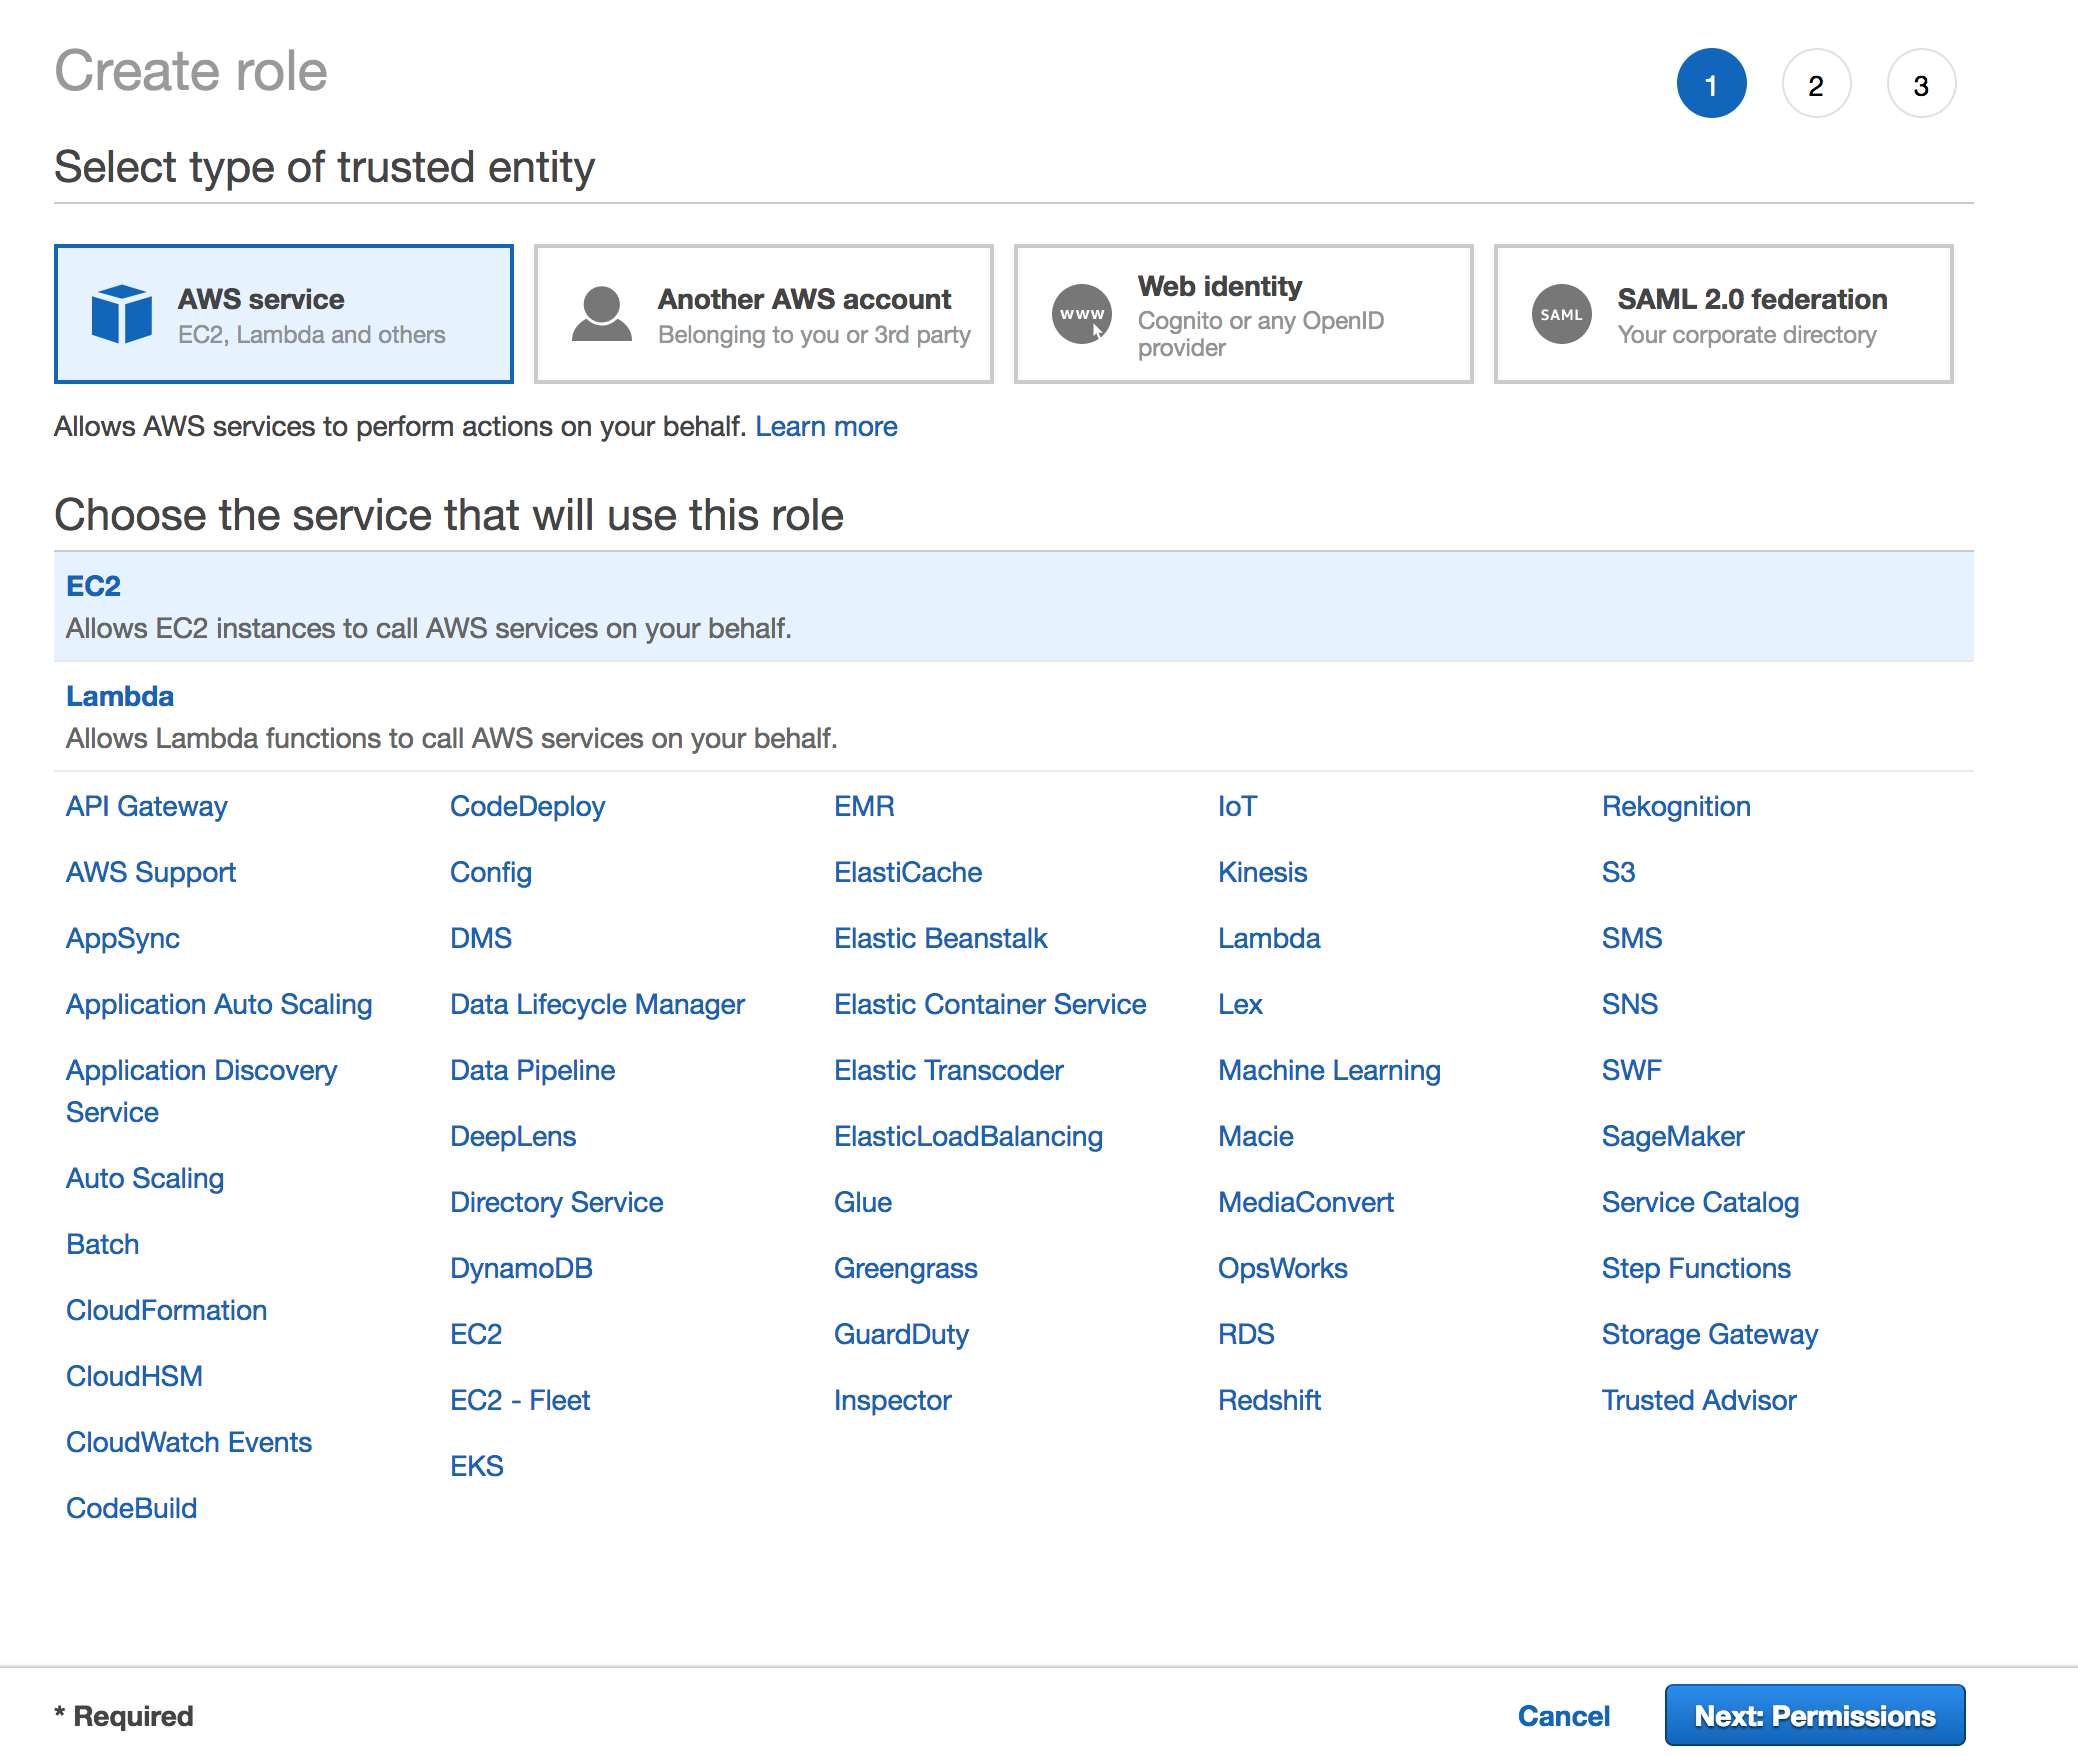 Create role
1 2 3
Select type of trusted entity
AWS service
EC2, Lambda and others
Another AWS account
Belonging to you or 3rd party
www
Web identity
Cognito or any OpenID
provider
SAML
SAML 2.0 federation
Your corporate directory
Allows AWS services to perform actions on your behalf. Learn more
Choose the service that will use this role
EC2
Allows EC2 instances to call AWS services on your behalf.
Lambda
Allows Lambda functions to call AWS services on your behalf.
API Gateway
AWS Support
AppSync
Application Auto Scaling
Application Discovery
Service
Auto Scaling
Batch
CloudFormation
CloudHSM
CloudWatch Events
CodeBuild
CodeDeploy
Config
DMS
Data Lifecycle Manager
Data Pipeline
DeepLens
Directory Service
DynamoDB
EC2
EC2 - Fleet
EKS
EMR
ElastiCache
Elastic Beanstalk
Elastic Container Service
Elastic Transcoder
ElasticLoadBalancing
Glue
Greengrass
GuardDuty
Inspector
IoT
Kinesis
Lambda
Lex
Machine Learning
Macie
MediaConvert
OpsWorks
RDS
Redshift
Rekognition
S3
SMS
SNS
SWF
SageMaker
Service Catalog
Step Functions
Storage Gateway
Trusted Advisor
* Required
Cancel
Next: Permissions